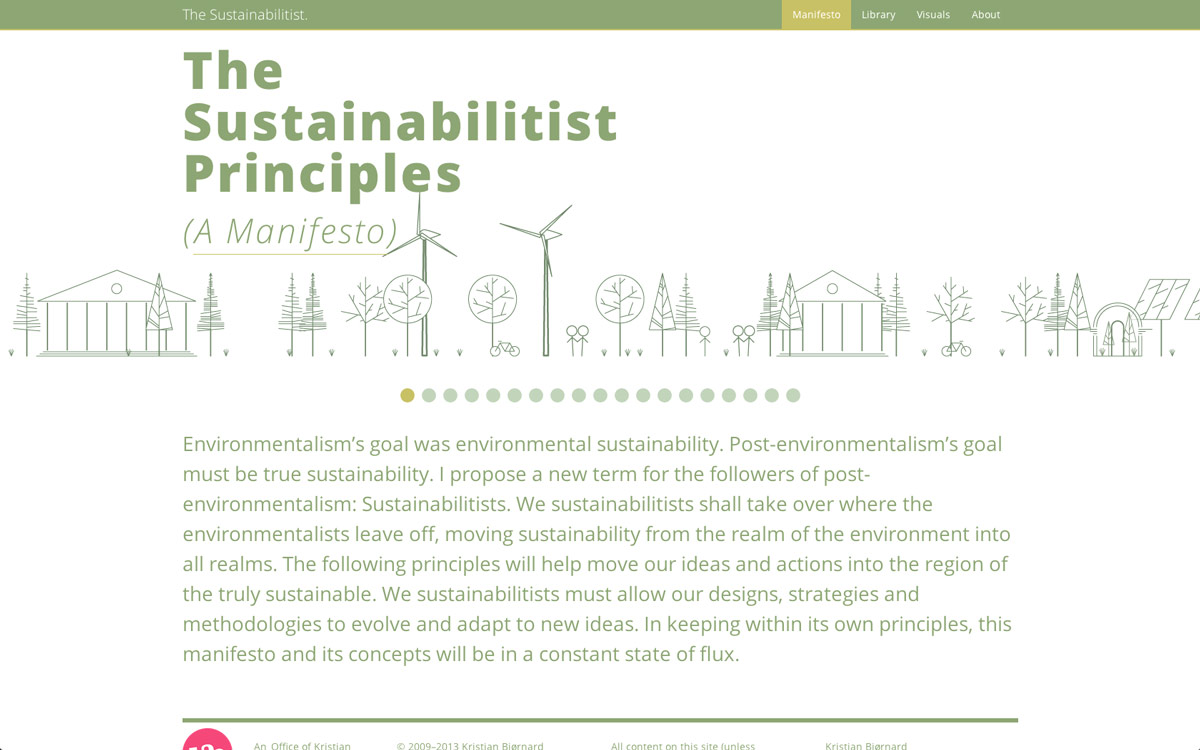 The Sustainabilitist.
Manifesto Library Visuals About
The
Sustainabilitist
Principles
(A Manifesto)
Environmentalism’s goal was environmental sustainability. Post-environmentalism’s goal
must be true sustainability. I propose a new term for the followers of post-
environmentalism: Sustainabilitists. We sustainabilitists shall take over where the
environmentalists leave off, moving sustainability from the realm of the environment into
all realms. The following principles will help move our ideas and actions into the region of
the truly sustainable. We sustainabilitists must allow our designs, strategies and
methodologies to evolve and adapt to new ideas. In keeping within its own principles, this
manifesto and its concepts will be in a constant state of flux.
An Office of Kristian © 2009–2013 Kristian Bjørnard All content on this site (unless Kristian Bjørnard